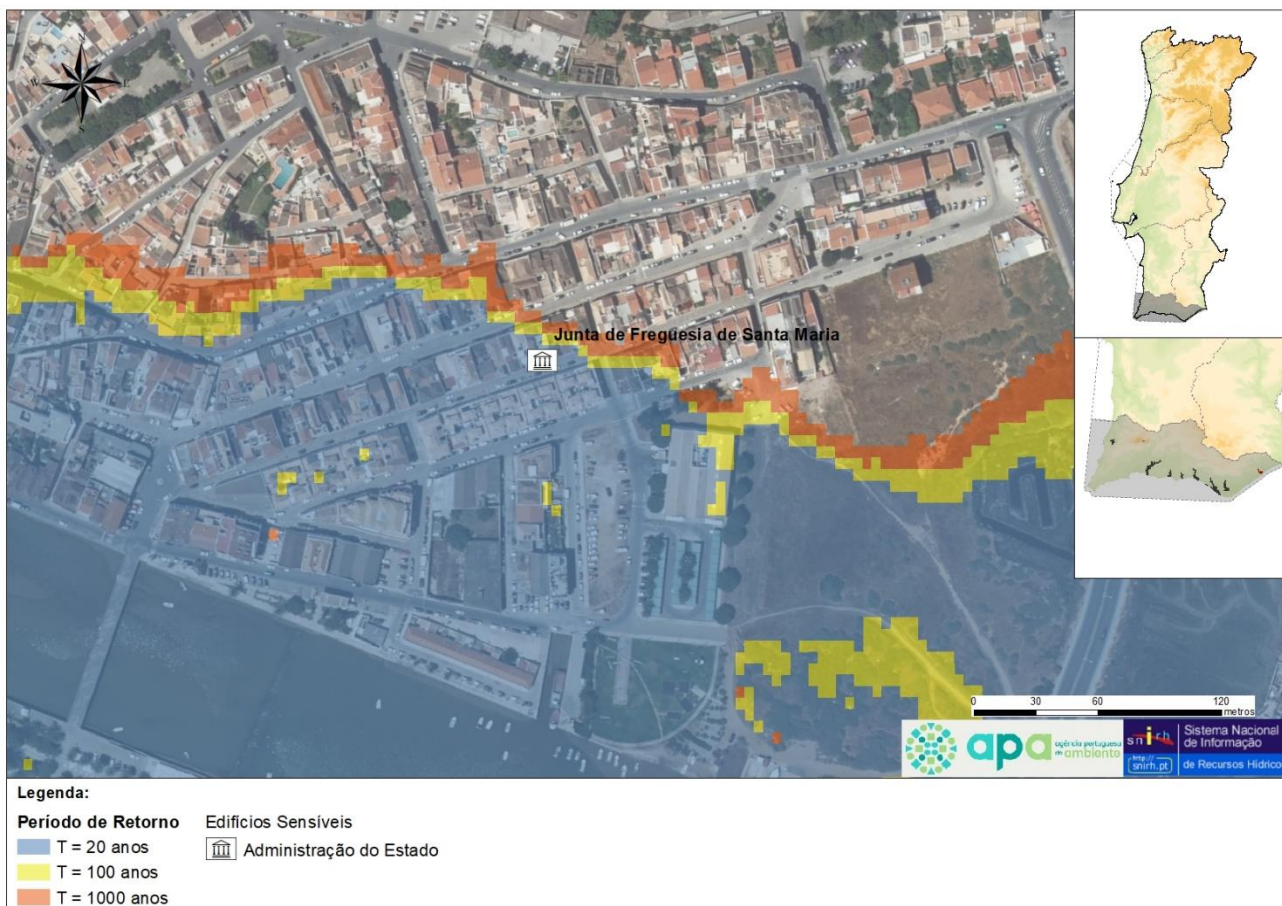 N
W
E
S
Junta de Freguesia de Santa Maria
0 30 60 120
metros
apa agência portuguesa do ambiente
snirh
http://
snirh.pt
Sistema Nacional
de Informação
de Recursos Hídricos
Legenda:
Período de Retorno
T = 20 anos
T = 100 anos
T = 1000 anos
Edifícios Sensíveis
Administração do Estado